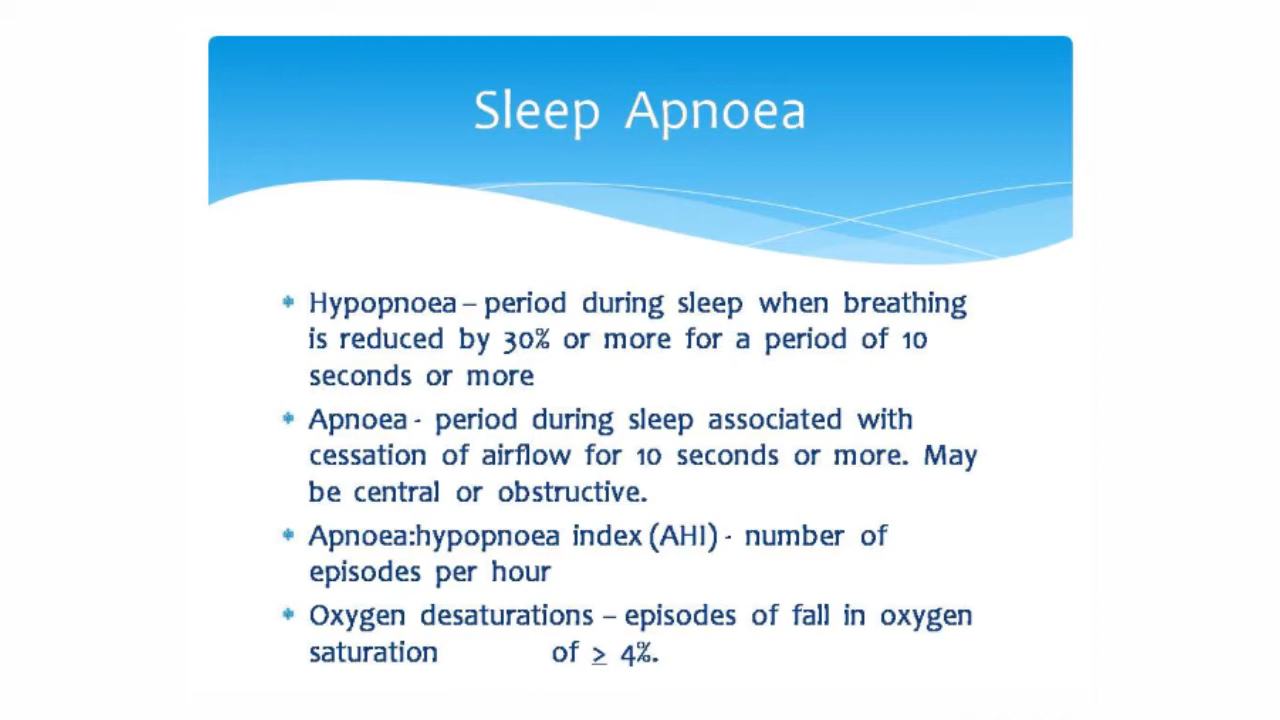 Sleep Apnoea
Hypopnoea – period during sleep when breathing
is reduced by 30% or more for a period of 10
seconds or more
Apnoea - period during sleep associated with
cessation of airflow for 10 seconds or more. May
be central or obstructive.
Apnoea:hypopnoea index (AHI) - number of
episodes per hour
Oxygen desaturations – episodes of fall in oxygen
saturation of ≥ 4%.